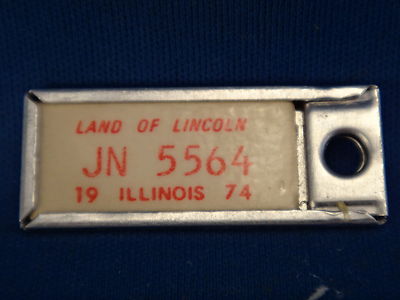 LAND OF LINCOLN
JN 5564
19 ILLINOIS 74